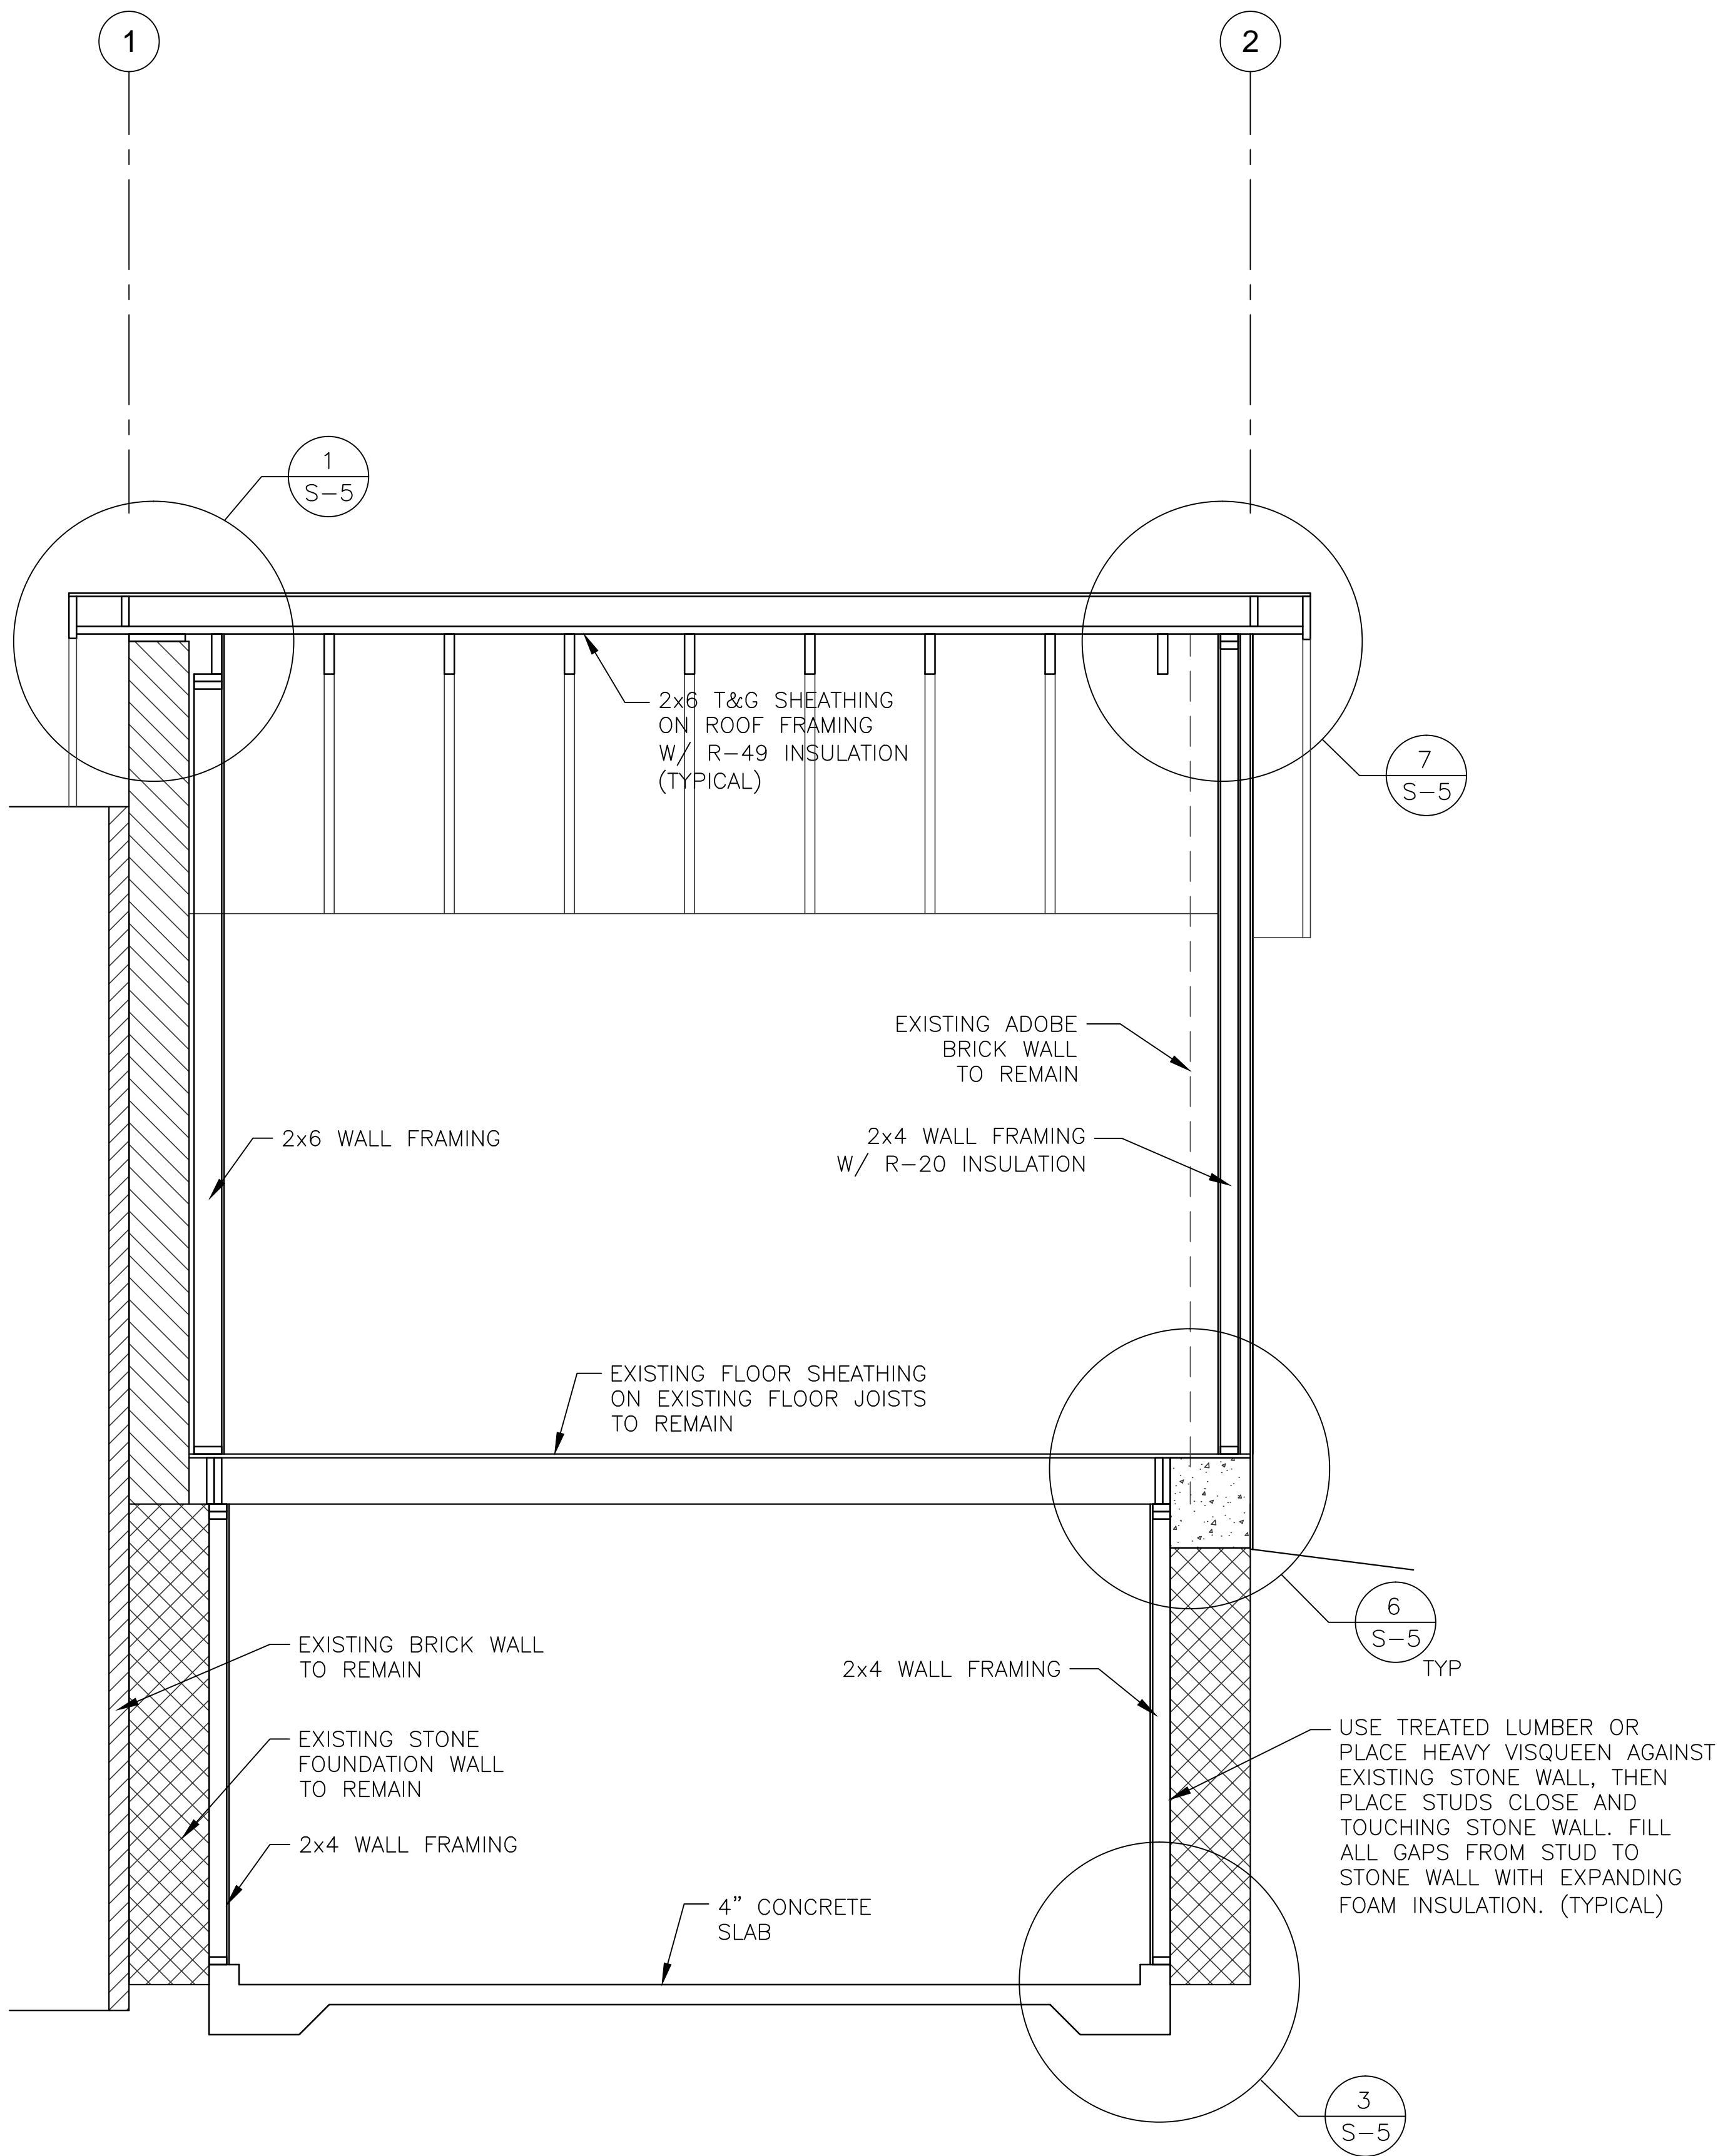 1
2
1
S-5
2x6 T&G SHEATHING
ON ROOF FRAMING
W/ R-49 INSULATION
(TYPICAL)
7
S-5
EXISTING ADOBE
BRICK WALL
TO REMAIN
2x6 WALL FRAMING
2x4 WALL FRAMING
W/ R-20 INSULATION
EXISTING FLOOR SHEATHING
ON EXISTING FLOOR JOISTS
TO REMAIN
6
S-5
TYP
EXISTING BRICK WALL
TO REMAIN
2x4 WALL FRAMING
EXISTING STONE
FOUNDATION WALL
TO REMAIN
USE TREATED LUMBER OR
PLACE HEAVY VISQUEEN AGAINST
EXISTING STONE WALL, THEN
PLACE STUDS CLOSE AND
TOUCHING STONE WALL. FILL
ALL GAPS FROM STUD TO
STONE WALL WITH EXPANDING
FOAM INSULATION. (TYPICAL)
2x4 WALL FRAMING
4” CONCRETE
SLAB
3
S-5